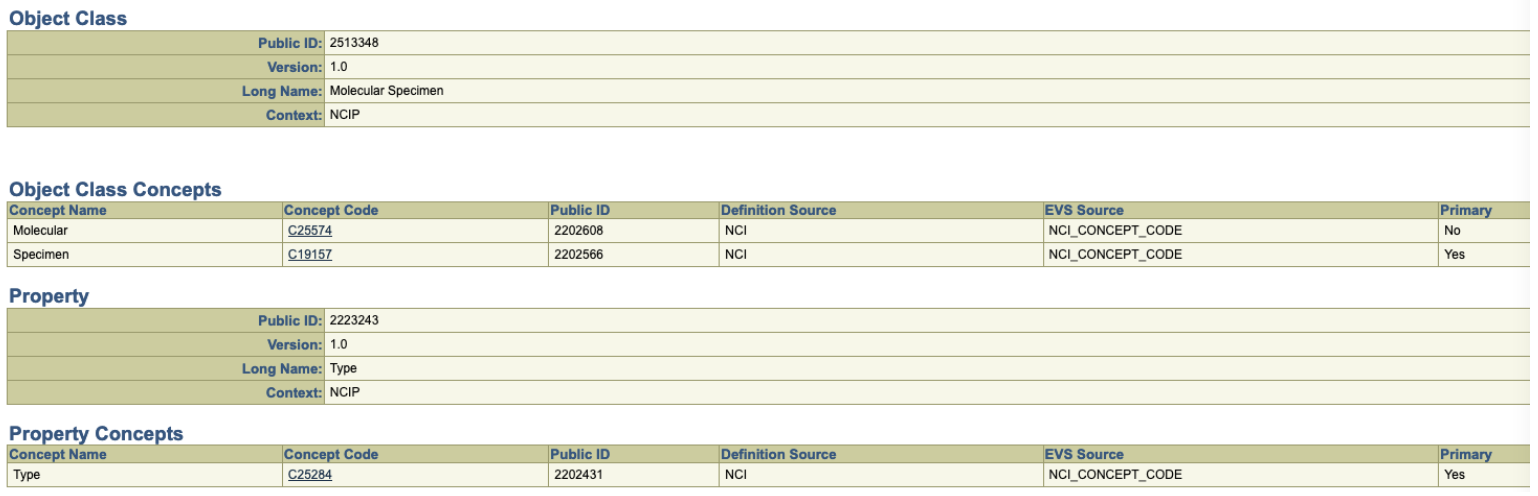 Object Class
Public ID: 2513348
Version: 1.0
Long Name: Molecular Specimen
Context: NCIP
Object Class Concepts
Concept Name Concept Code Public ID Definition Source EVS Source Primary
Molecular C25574 2202608 NCI NCI_CONCEPT_CODE No
Specimen C19157 2202566 NCI NCI_CONCEPT_CODE Yes
Property
Public ID: 2223243
Version: 1.0
Long Name: Type
Context: NCIP
Property Concepts
Concept Name Concept Code Public ID Definition Source EVS Source Primary
Type C25284 2202431 NCI NCI_CONCEPT_CODE Yes